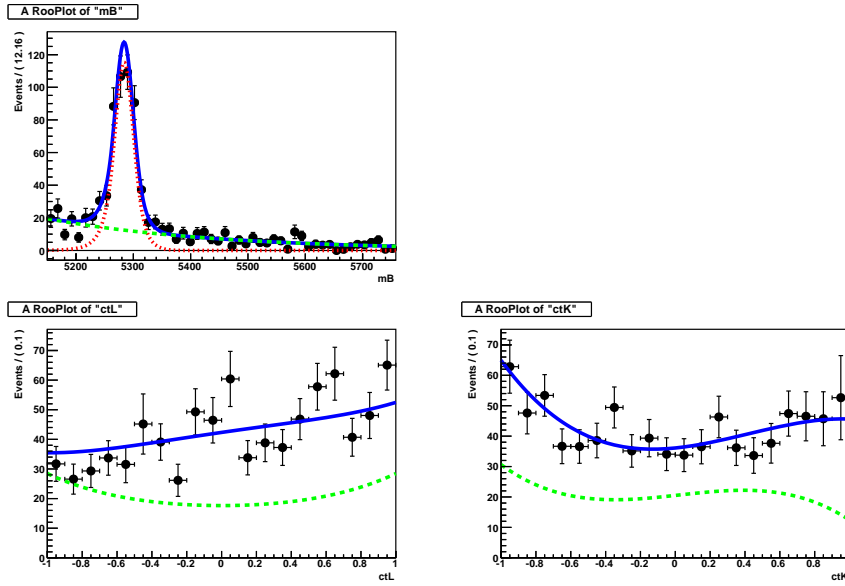 A RooPlot of "mB"
Events / ( 12.16 )
120
100
80
60
40
20
0
5200 5300 5400 5500 5600 5700
mB
A RooPlot of "ctL"
Events / ( 0.1 )
70
60
50
40
30
20
10
0
-1 -0.8 -0.6 -0.4 -0.2 0 0.2 0.4 0.6 0.8 1
ctL
A RooPlot of "ctK"
Events / ( 0.1 )
70
60
50
40
30
20
10
0
-1 -0.8 -0.6 -0.4 -0.2 0 0.2 0.4 0.6 0.8
ctK